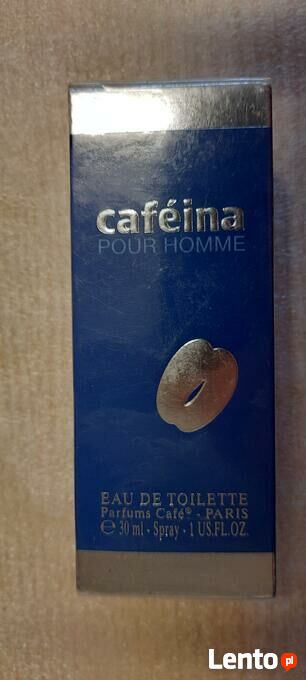 caféina
POUR HOMME
EAU DE TOILETTE
Parfums Café® - PARIS
℮ 30 ml - Spray - 1 US.FL.OZ.
Lento pl